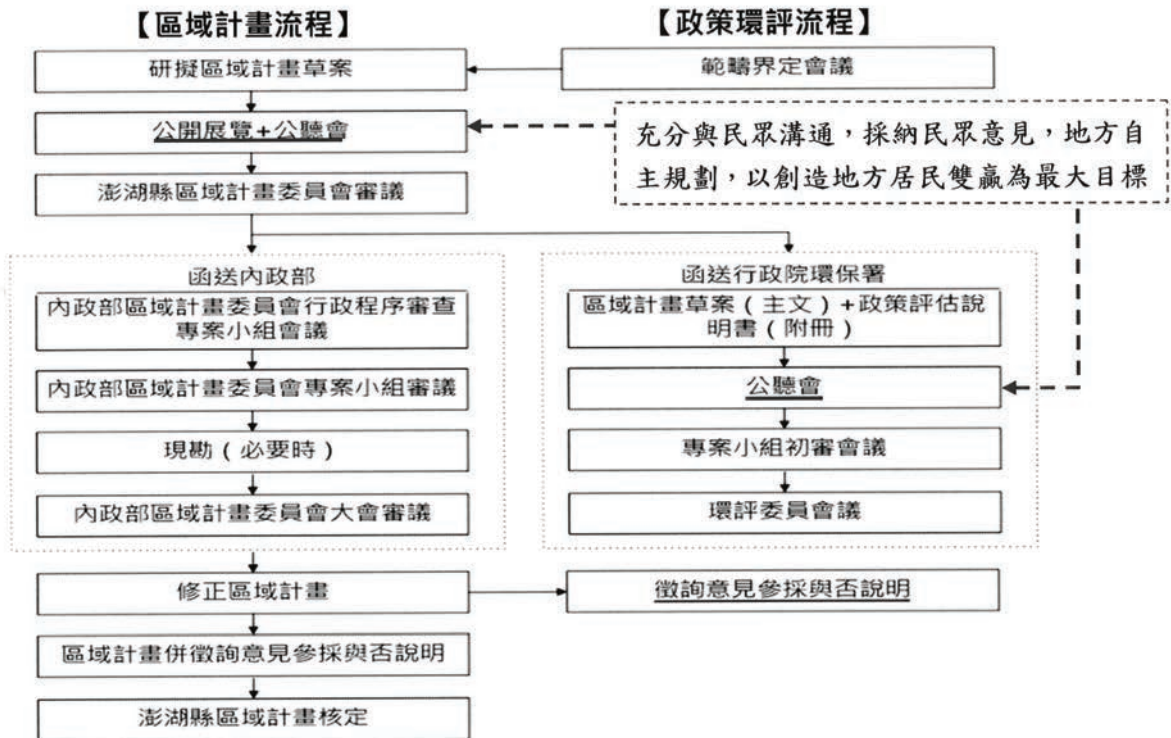 【區域計畫流程】
【政策環評流程】
研擬區域計畫草案
範疇界定會議
公開展覽+公聽會
充分與民眾溝通，採納民眾意見，地方自
主規劃，以創造地方居民雙贏為最大目標
澎湖縣區域計畫委員會審議
函送內政部
內政部區域計畫委員會行政程序審查
專案小組會議
內政部區域計畫委員會專案小組審議
現勘（必要時）
內政部區域計畫委員會大會審議
函送行政院環保署
區域計畫草案（主文）+政策評估說
明書（附冊）
公聽會
專案小組初審會議
環評委員會議
修正區域計畫
徵詢意見參採與否說明
區域計畫併徵詢意見參採與否說明
澎湖縣區域計畫核定